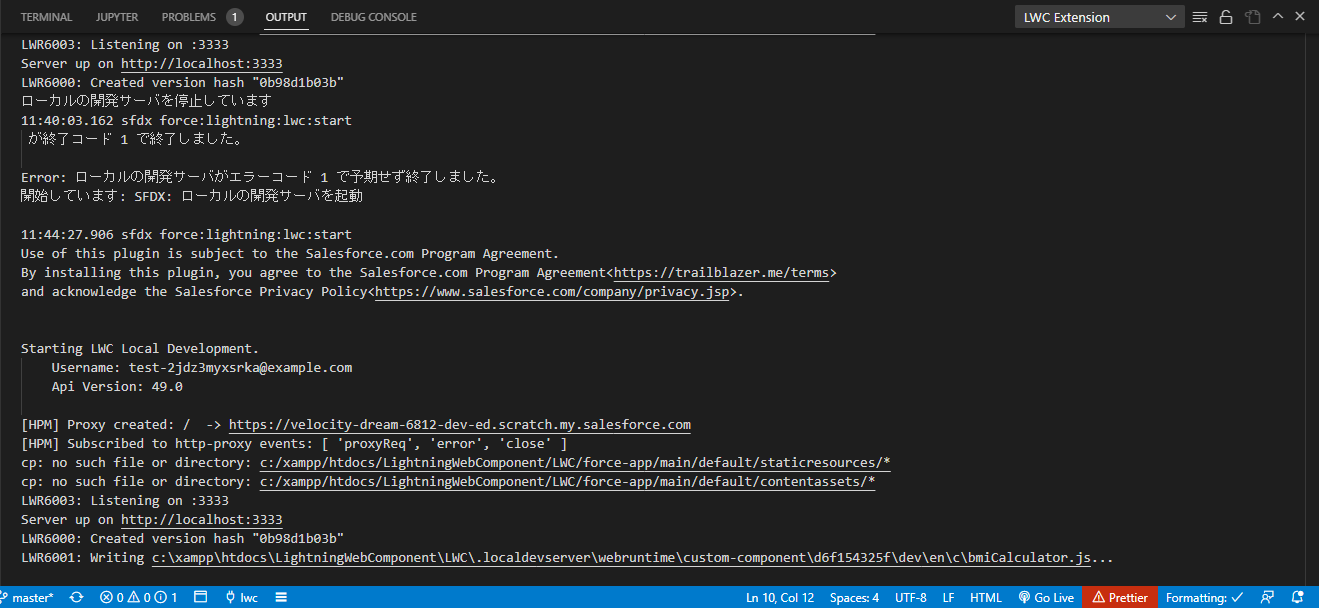 TERMINAL JUPYTER PROBLEMS 1 OUTPUT DEBUG CONSOLE LWC Extension
LWR6003: Listening on :3333
Server up on http://localhost:3333
LWR6000: Created version hash "0b98d1b03b"
ローカルの開発サーバを停止しています
11:40:03.162 sfdx force:lightning:lwc:start
が終了コード 1 で終了しました。
Error: ローカルの開発サーバがエラーコード 1 で予期せず終了しました。
開始しています: SFDX: ローカルの開発サーバを起動
11:44:27.906 sfdx force:lightning:lwc:start
Use of this plugin is subject to the Salesforce.com Program Agreement.
By installing this plugin, you agree to the Salesforce.com Program Agreement<https://trailblazer.me/terms>
and acknowledge the Salesforce Privacy Policy<https://www.salesforce.com/company/privacy.jsp>.
Starting LWC Local Development.
Username: test-2jdz3myxsrka@example.com
Api Version: 49.0
[HPM] Proxy created: /  -> https://velocity-dream-6812-dev-ed.scratch.my.salesforce.com
[HPM] Subscribed to http-proxy events: [ 'proxyReq', 'error', 'close' ]
cp: no such file or directory: c:/xampp/htdocs/LightningWebComponent/LWC/force-app/main/default/staticresources/*
cp: no such file or directory: c:/xampp/htdocs/LightningWebComponent/LWC/force-app/main/default/contentassets/*
LWR6003: Listening on :3333
Server up on http://localhost:3333
LWR6000: Created version hash "0b98d1b03b"
LWR6001: Writing c:\xampp\htdocs\LightningWebComponent\LWC\.localdevserver\webruntime\custom-component\d6f154325f\dev\en\c\bmiCalculator.js...
master* 0 0 1 lwc Ln 10, Col 12 Spaces: 4 UTF-8 LF HTML Go Live Prettier Formatting: ✓